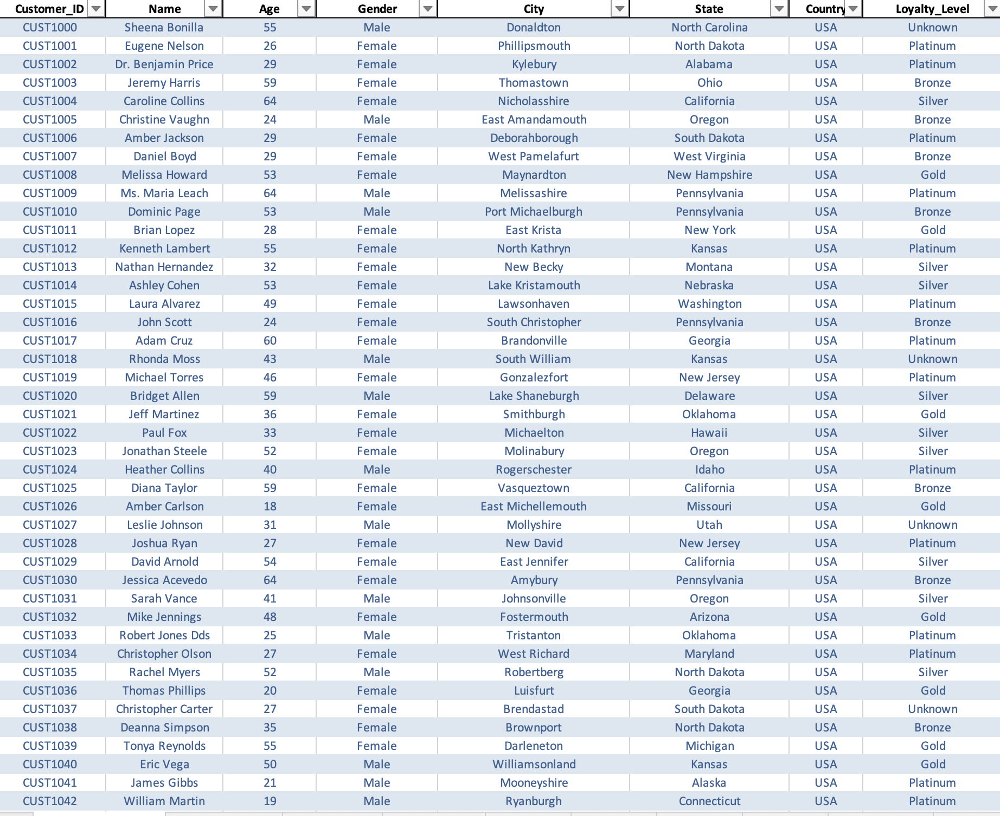 Customer_ID Name Age Gender City State Country Loyalty_Level
CUST1000 Sheena Bonilla 55 Male Donaldton North Carolina USA Unknown
CUST1001 Eugene Nelson 26 Female Phillipsmouth North Dakota USA Platinum
CUST1002 Dr. Benjamin Price 29 Female Kylebury Alabama USA Platinum
CUST1003 Jeremy Harris 59 Female Thomastown Ohio USA Bronze
CUST1004 Caroline Collins 64 Female Nicholasshire California USA Silver
CUST1005 Christine Vaughn 24 Male East Amandamouth Oregon USA Bronze
CUST1006 Amber Jackson 29 Female Deborahborough South Dakota USA Platinum
CUST1007 Daniel Boyd 29 Female West Pamelafurt West Virginia USA Bronze
CUST1008 Melissa Howard 53 Female Maynardton New Hampshire USA Gold
CUST1009 Ms. Maria Leach 64 Male Melissashire Pennsylvania USA Platinum
CUST1010 Dominic Page 53 Male Port Michaelburgh Pennsylvania USA Bronze
CUST1011 Brian Lopez 28 Female East Krista New York USA Gold
CUST1012 Kenneth Lambert 55 Female North Kathryn Kansas USA Platinum
CUST1013 Nathan Hernandez 32 Female New Becky Montana USA Silver
CUST1014 Ashley Cohen 53 Female Lake Kristamouth Nebraska USA Silver
CUST1015 Laura Alvarez 49 Female Lawsonhaven Washington USA Platinum
CUST1016 John Scott 24 Female South Christopher Pennsylvania USA Bronze
CUST1017 Adam Cruz 60 Female Brandonville Georgia USA Platinum
CUST1018 Rhonda Moss 43 Male South William Kansas USA Unknown
CUST1019 Michael Torres 46 Female Gonzalezfort New Jersey USA Platinum
CUST1020 Bridget Allen 59 Male Lake Shaneburgh Delaware USA Silver
CUST1021 Jeff Martinez 36 Female Smithburgh Oklahoma USA Gold
CUST1022 Paul Fox 33 Female Michaelton Hawaii USA Silver
CUST1023 Jonathan Steele 52 Female Molinabury Oregon USA Silver
CUST1024 Heather Collins 40 Male Rogerschester Idaho USA Platinum
CUST1025 Diana Taylor 59 Female Vasqueztown California USA Bronze
CUST1026 Amber Carlson 18 Female East Michellemouth Missouri USA Gold
CUST1027 Leslie Johnson 31 Male Mollyshire Utah USA Unknown
CUST1028 Joshua Ryan 27 Female New David New Jersey USA Platinum
CUST1029 David Arnold 54 Female East Jennifer California USA Silver
CUST1030 Jessica Acevedo 64 Female Amybury Pennsylvania USA Bronze
CUST1031 Sarah Vance 41 Male Johnsonville Oregon USA Silver
CUST1032 Mike Jennings 48 Female Fostermouth Arizona USA Gold
CUST1033 Robert Jones Dds 25 Male Tristanton Oklahoma USA Platinum
CUST1034 Christopher Olson 27 Female West Richard Maryland USA Platinum
CUST1035 Rachel Myers 52 Male Robertberg North Dakota USA Silver
CUST1036 Thomas Phillips 20 Female Luisfurt Georgia USA Gold
CUST1037 Christopher Carter 27 Female Brendastad South Dakota USA Unknown
CUST1038 Deanna Simpson 35 Female Brownport North Dakota USA Bronze
CUST1039 Tonya Reynolds 55 Female Darleneton Michigan USA Gold
CUST1040 Eric Vega 50 Male Williamsonland Kansas USA Gold
CUST1041 James Gibbs 21 Male Mooneyshire Alaska USA Platinum
CUST1042 William Martin 19 Male Ryanburgh Connecticut USA Platinum